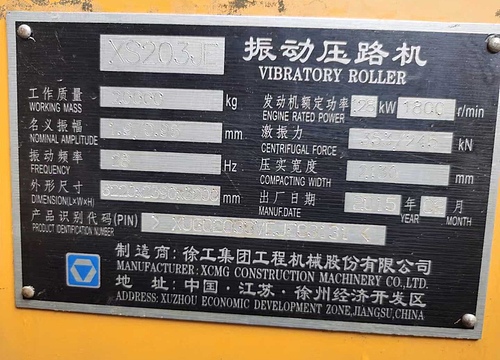 XS203JE 振动压路机
VIBRATORY ROLLER
工作质量 kg 发动机额定功率 128 kW 1800 r/min
WORKING MASS ENGINE RATED POWER
名义振幅 mm 激振力 kN
NOMINAL AMPLITUDE CENTRIFUGAL FORCE
振动频率 Hz 压实宽度 mm
FREQUENCY COMPACTING WIDTH
外形尺寸 mm 出厂日期 2015 年 月
DIMENSION(L×W×H) MANUF.DATE YEAR MONTH
产品识别代码(PIN)
PRODUCT IDENTIFICATION NUMBER
制造商: 徐工集团工程机械股份有限公司
MANUFACTURER: XCMG CONSTRUCTION MACHINERY CO.,LTD.
地 址: 中国·江苏·徐州经济开发区
ADDRESS: XUZHOU ECONOMIC DEVELOPMENT ZONE,JIANGSU,CHINA